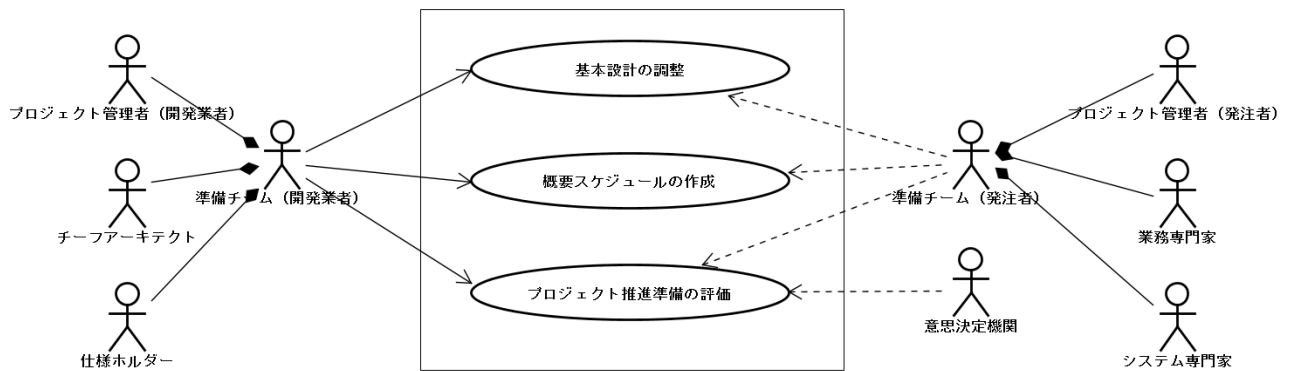 基本設計の調整
プロジェクト管理者（開発業者）
プロジェクト管理者（発注者）
概要スケジュールの作成
準備チーム（開発業者）
準備チーム（発注者）
チーフアーキテクト
業務専門家
プロジェクト推進準備の評価
意思決定機関
仕様ホルダー
システム専門家